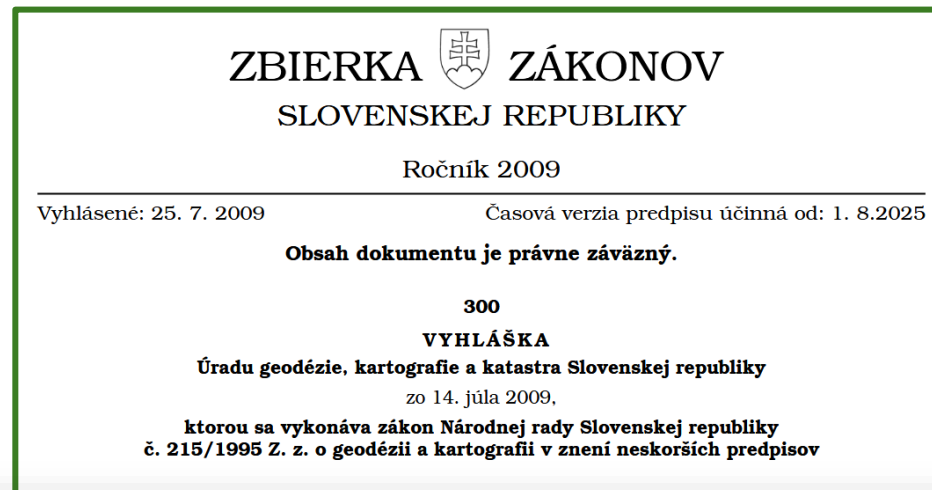 ZBIERKA ZÁKONOV
SLOVENSKEJ REPUBLIKY
Ročník 2009
Vyhlásené: 25. 7. 2009 Časová verzia predpisu účinná od: 1. 8.2025
Obsah dokumentu je právne záväzný.
300
VYHLÁŠKA
Úradu geodézie, kartografie a katastra Slovenskej republiky
zo 14. júla 2009,
ktorou sa vykonáva zákon Národnej rady Slovenskej republiky
č. 215/1995 Z. z. o geodézii a kartografii v znení neskorších predpisov